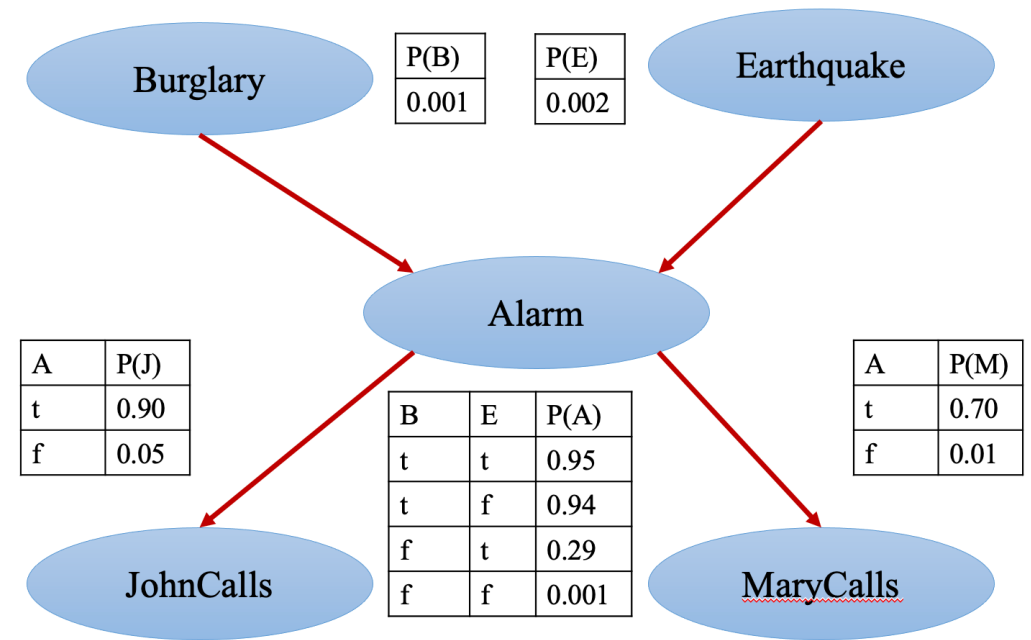 Burglary
P(B)
0.001
P(E)
0.002
Earthquake
Alarm
A P(J)
t 0.90
f 0.05
B E P(A)
t t 0.95
t f 0.94
f t 0.29
f f 0.001
A P(M)
t 0.70
f 0.01
JohnCalls
MaryCalls